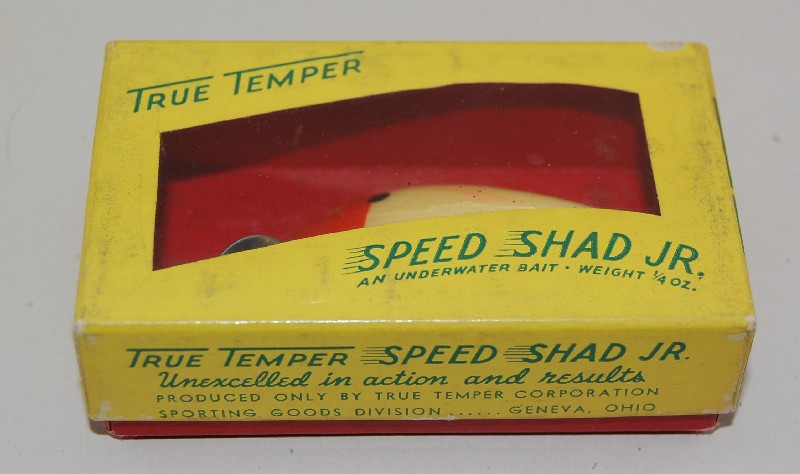 TRUE TEMPER
SPEED SHAD JR.
AN UNDERWATER BAIT · WEIGHT ¼ OZ.
TRUE TEMPER SPEED SHAD JR.
Unexcelled in action and results
PRODUCED ONLY BY TRUE TEMPER CORPORATION
SPORTING GOODS DIVISION ...... GENEVA, OHIO